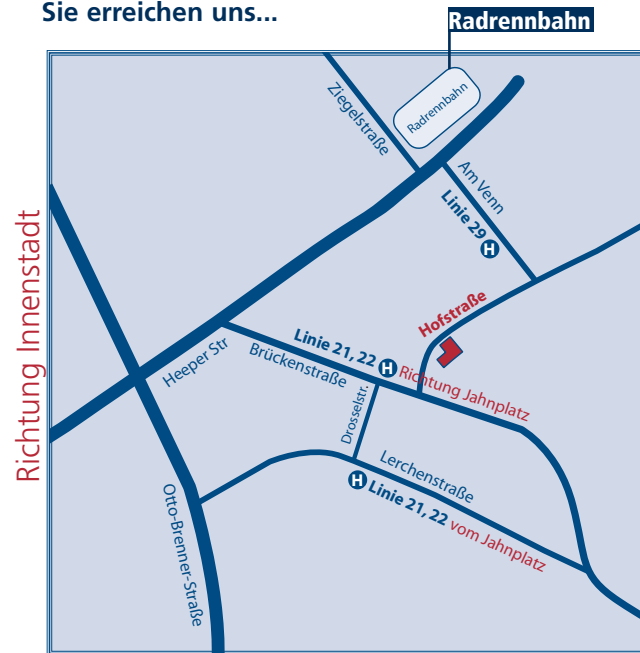 Sie erreichen uns...
Radrennbahn
Radrennbahn
Ziegelstraße
Am Venn
Linie 29 H
Richtung Innenstadt
Hofstraße
Linie 21, 22 H Richtung Jahnplatz
Heeper Str
Brückenstraße
Drosselstr.
Lerchenstraße
H Linie 21, 22 vom Jahnplatz
Otto-Brenner-Straße